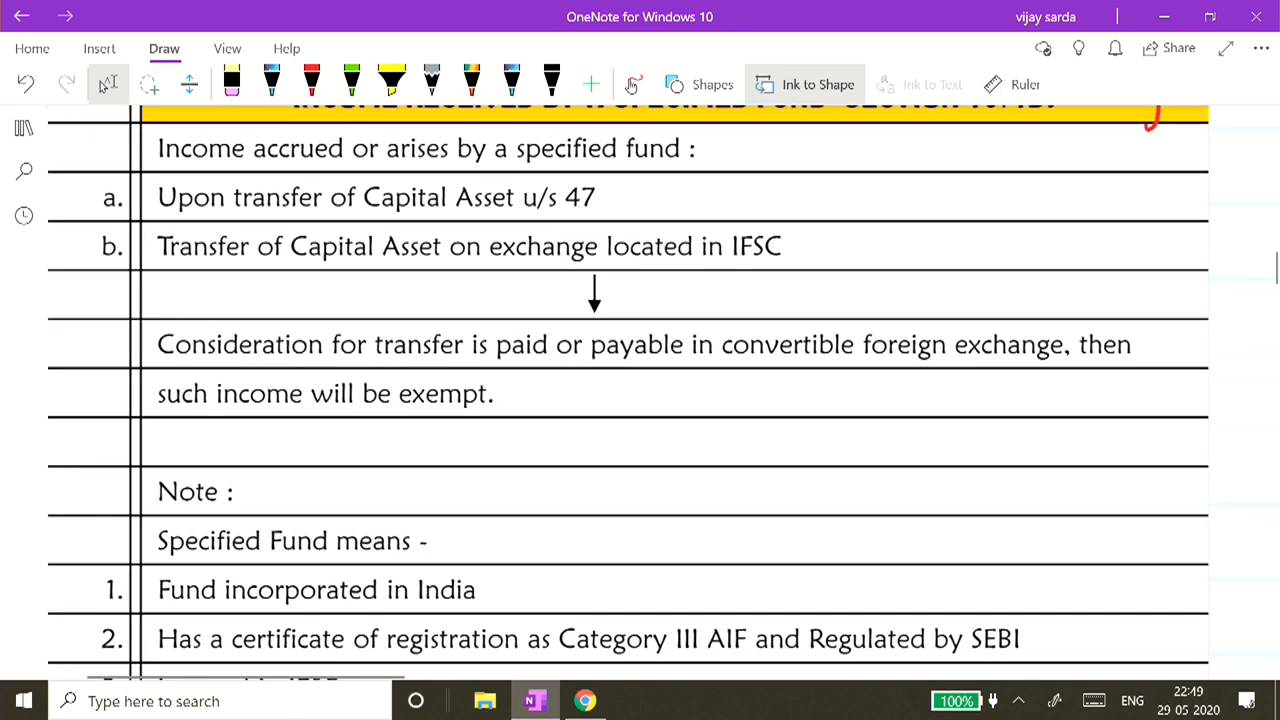 OneNote for Windows 10
vijay sarda
Home Insert Draw View Help
Share
Shapes
Ink to Shape
Ink to Text
Ruler
Income accrued or arises by a specified fund :
a. Upon transfer of Capital Asset u/s 47
b. Transfer of Capital Asset on exchange located in IFSC
Consideration for transfer is paid or payable in convertible foreign exchange, then
such income will be exempt.
Note :
Specified Fund means -
1. Fund incorporated in India
2. Has a certificate of registration as Category III AIF and Regulated by SEBI
Type here to search
100%
ENG
22:49
29-05-2020